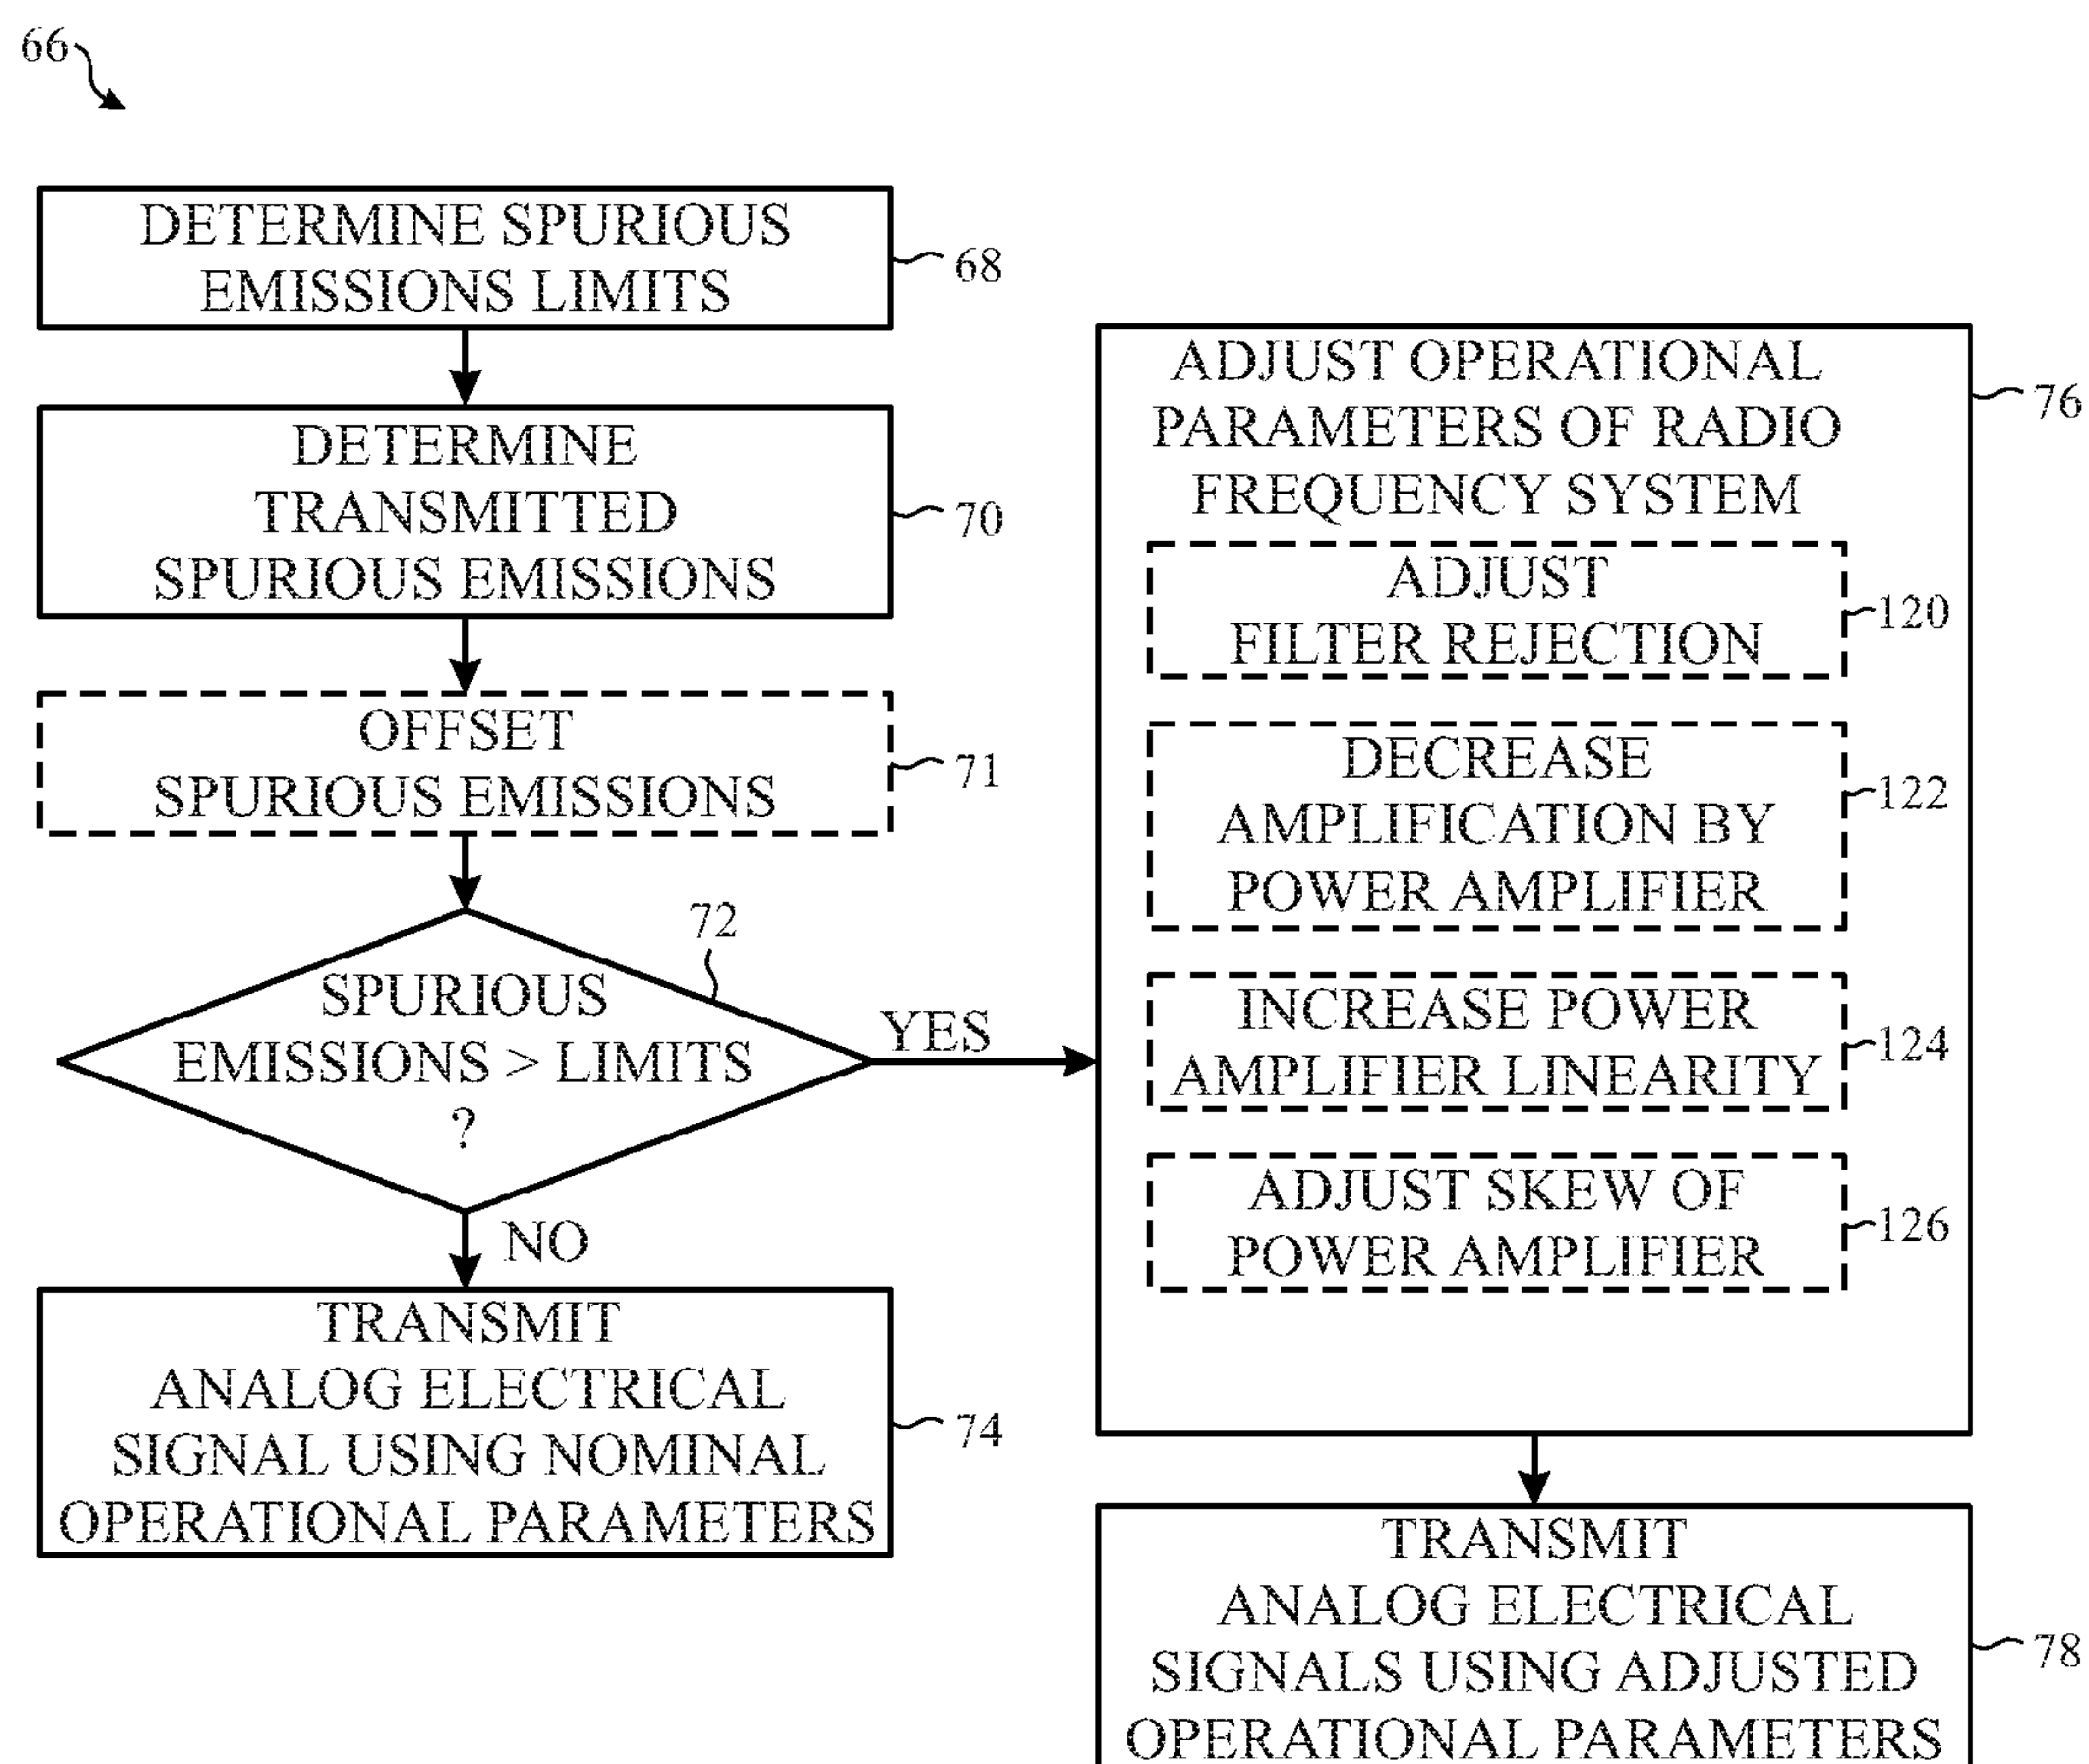 66
DETERMINE SPURIOUS
EMISSIONS LIMITS
68
DETERMINE
TRANSMITTED
SPURIOUS EMISSIONS
70
OFFSET
SPURIOUS EMISSIONS
71
72
SPURIOUS
EMISSIONS > LIMITS
?
YES
NO
TRANSMIT
ANALOG ELECTRICAL
SIGNAL USING NOMINAL
OPERATIONAL PARAMETERS
74
ADJUST OPERATIONAL
PARAMETERS OF RADIO
FREQUENCY SYSTEM
76
ADJUST
FILTER REJECTION
120
DECREASE
AMPLIFICATION BY
POWER AMPLIFIER
122
INCREASE POWER
AMPLIFIER LINEARITY
124
ADJUST SKEW OF
POWER AMPLIFIER
126
TRANSMIT
ANALOG ELECTRICAL
SIGNALS USING ADJUSTED
OPERATIONAL PARAMETERS
78